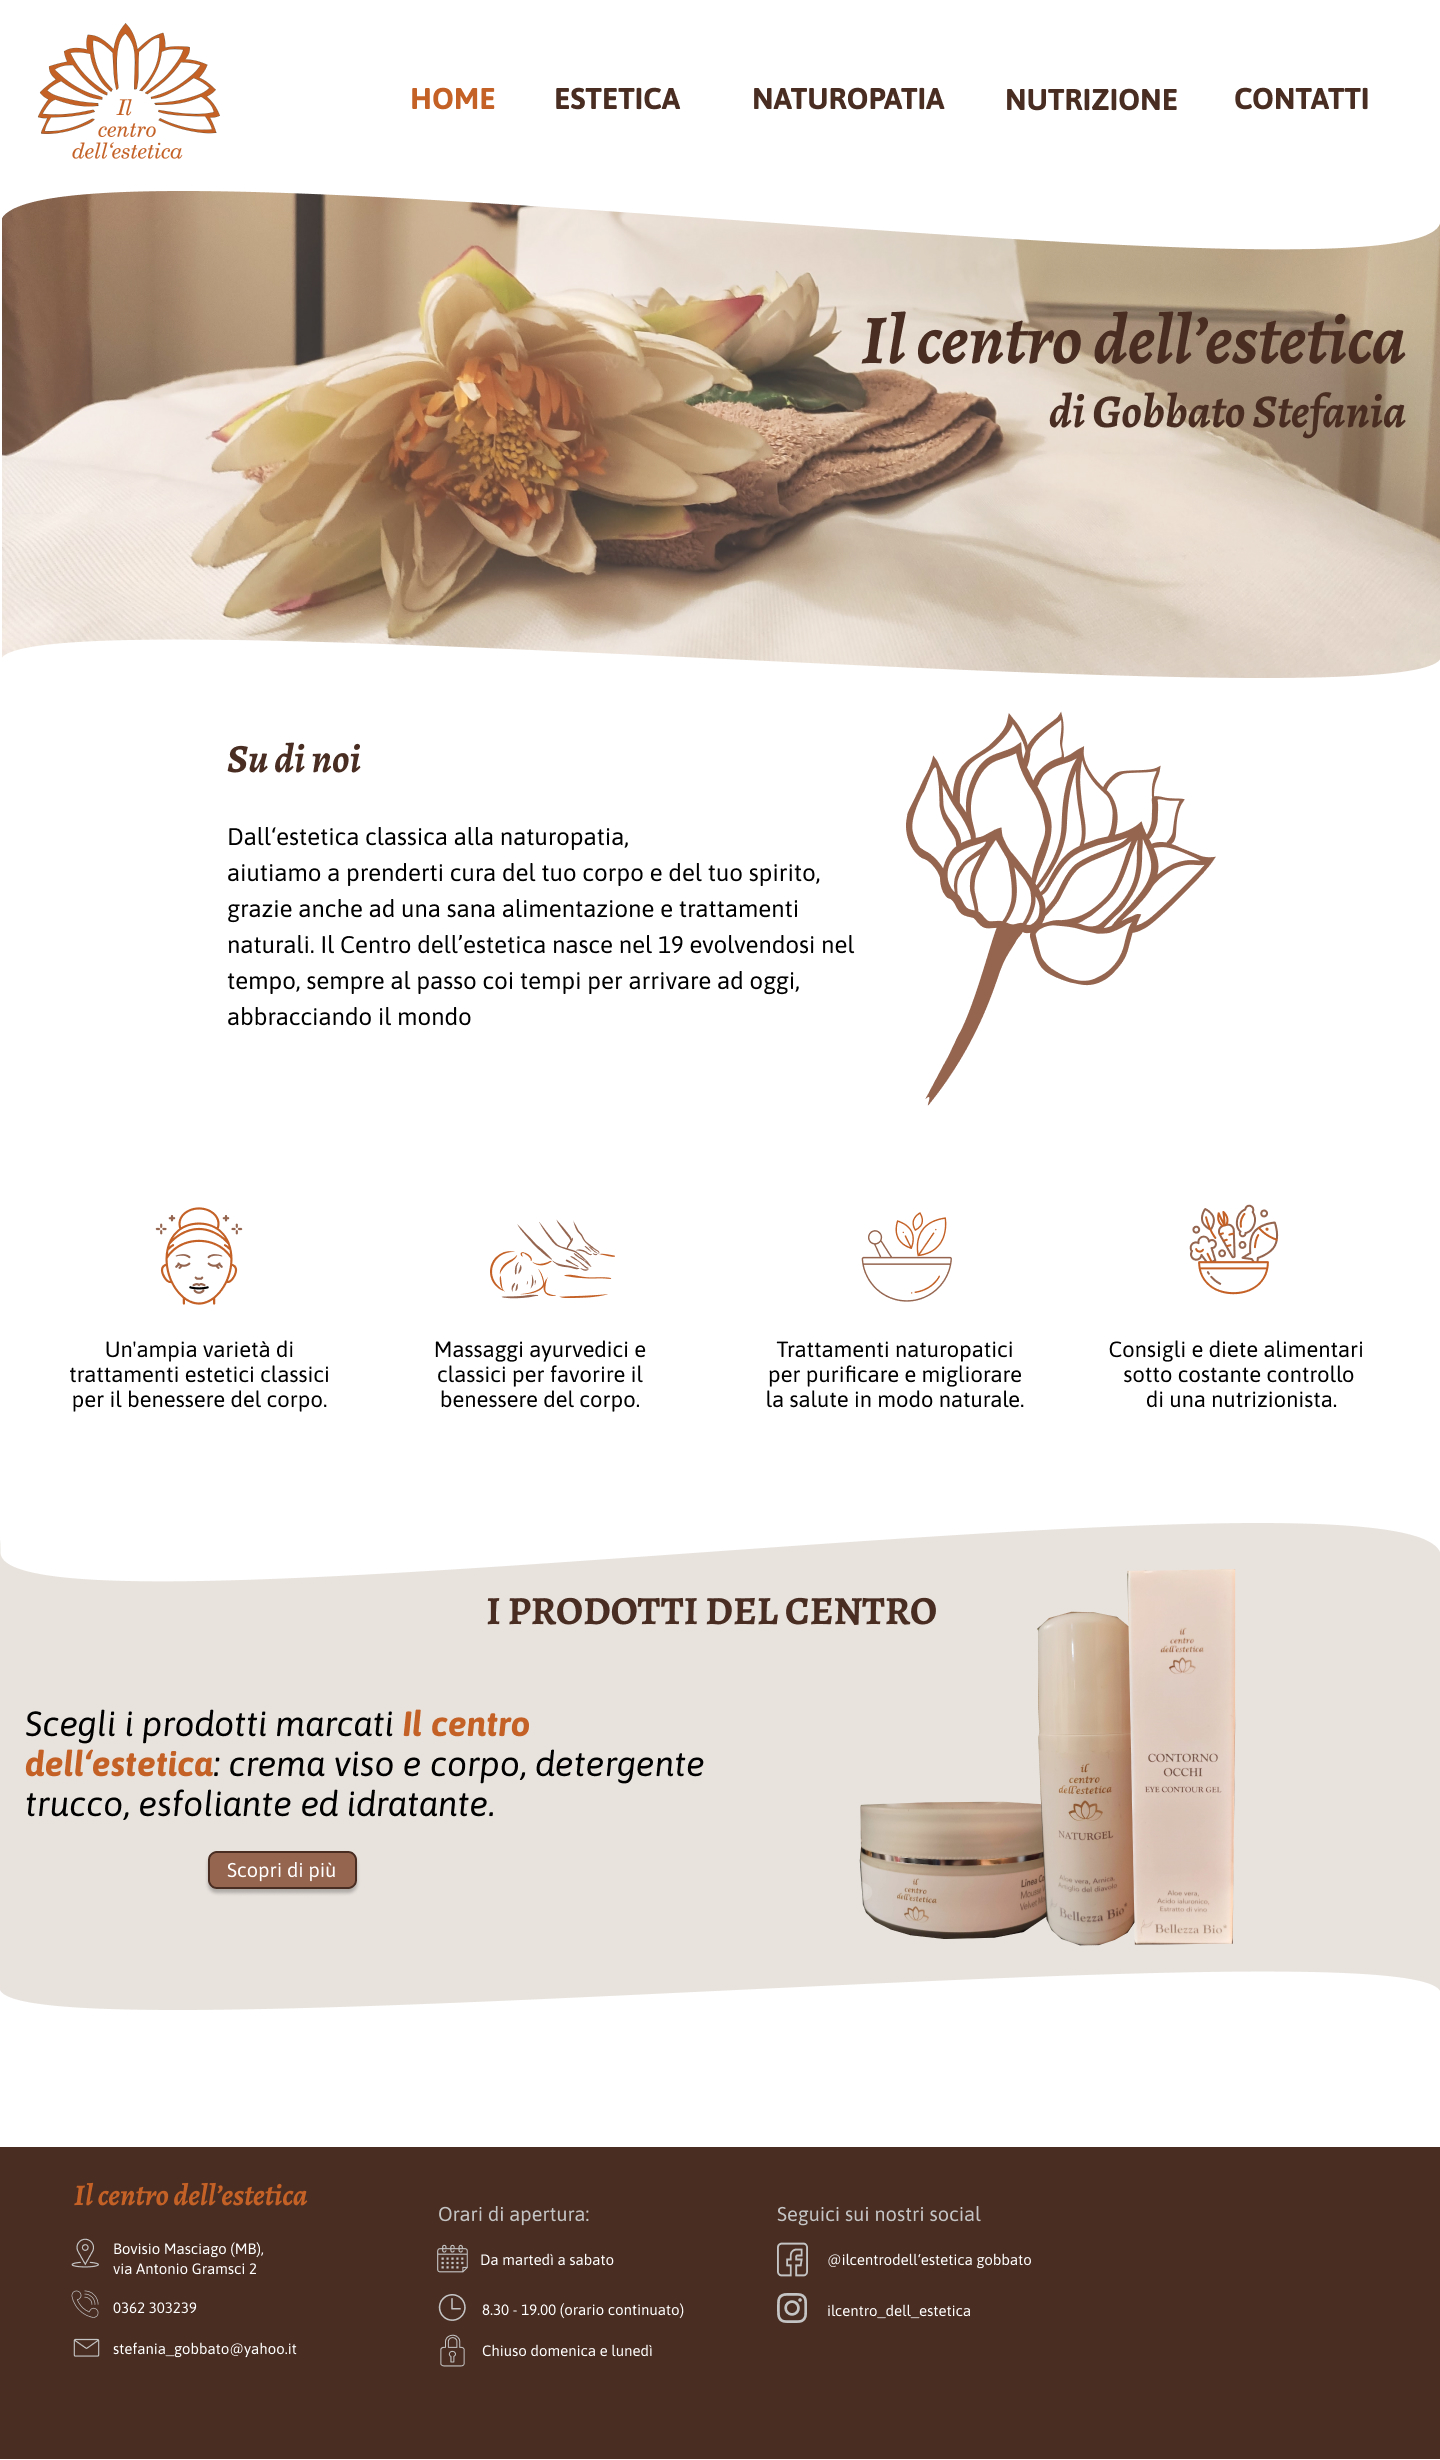 Il
centro
dell‘estetica
HOME
ESTETICA
NATUROPATIA
NUTRIZIONE
CONTATTI
Il centro dell’estetica
di Gobbato Stefania
Su di noi
Dall‘estetica classica alla naturopatia,
aiutiamo a prenderti cura del tuo corpo e del tuo spirito,
grazie anche ad una sana alimentazione e trattamenti
naturali. Il Centro dell’estetica nasce nel 19 evolvendosi nel
tempo, sempre al passo coi tempi per arrivare ad oggi,
abbracciando il mondo
Un'ampia varietà di
trattamenti estetici classici
per il benessere del corpo.
Massaggi ayurvedici e
classici per favorire il
benessere del corpo.
Trattamenti naturopatici
per purificare e migliorare
la salute in modo naturale.
Consigli e diete alimentari
sotto costante controllo
di una nutrizionista.
I PRODOTTI DEL CENTRO
Scegli i prodotti marcati Il centro
dell‘estetica: crema viso e corpo, detergente
trucco, esfoliante ed idratante.
Scopri di più
il
centro
dell'estetica
Linea Co
Mousse
Velvet
il
centro
dell'estetica
NATURGEL
Aloe vera, Arnica,
Artiglio del diavolo
Bellezza Bio
il
centro
dell'estetica
CONTORNO
OCCHI
EYE CONTOUR GEL
Aloe vera,
Acido ialuronico,
Estratto di vino
Bellezza Bio
Il centro dell’estetica
Bovisio Masciago (MB),
via Antonio Gramsci 2
0362 303239
stefania_gobbato@yahoo.it
Orari di apertura:
Da martedì a sabato
8.30 - 19.00 (orario continuato)
Chiuso domenica e lunedì
Seguici sui nostri social
@ilcentrodell’estetica gobbato
ilcentro_dell_estetica